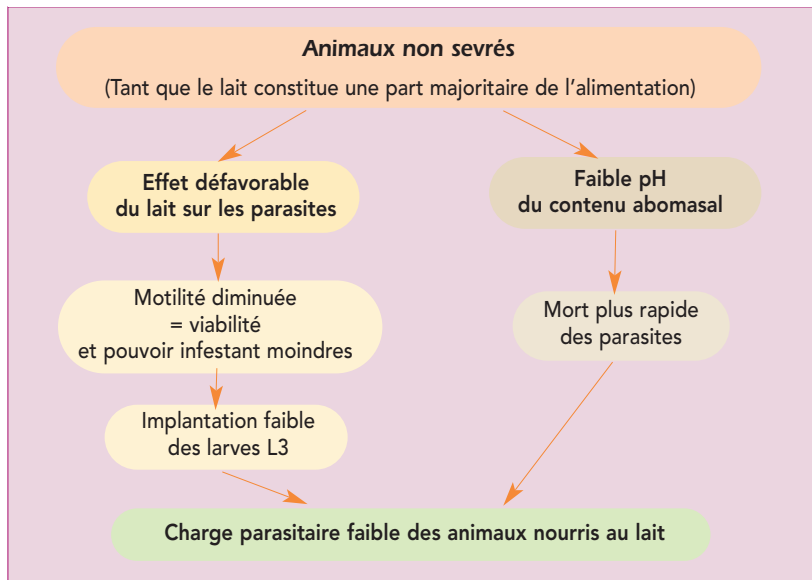 Animaux non sevrés
(Tant que le lait constitue une part majoritaire de l’alimentation)
Effet défavorable
du lait sur les parasites
Faible pH
du contenu abomasal
Motilité diminuée
= viabilité
et pouvoir infestant moindres
Mort plus rapide
des parasites
Implantation faible
des larves L3
Charge parasitaire faible des animaux nourris au lait